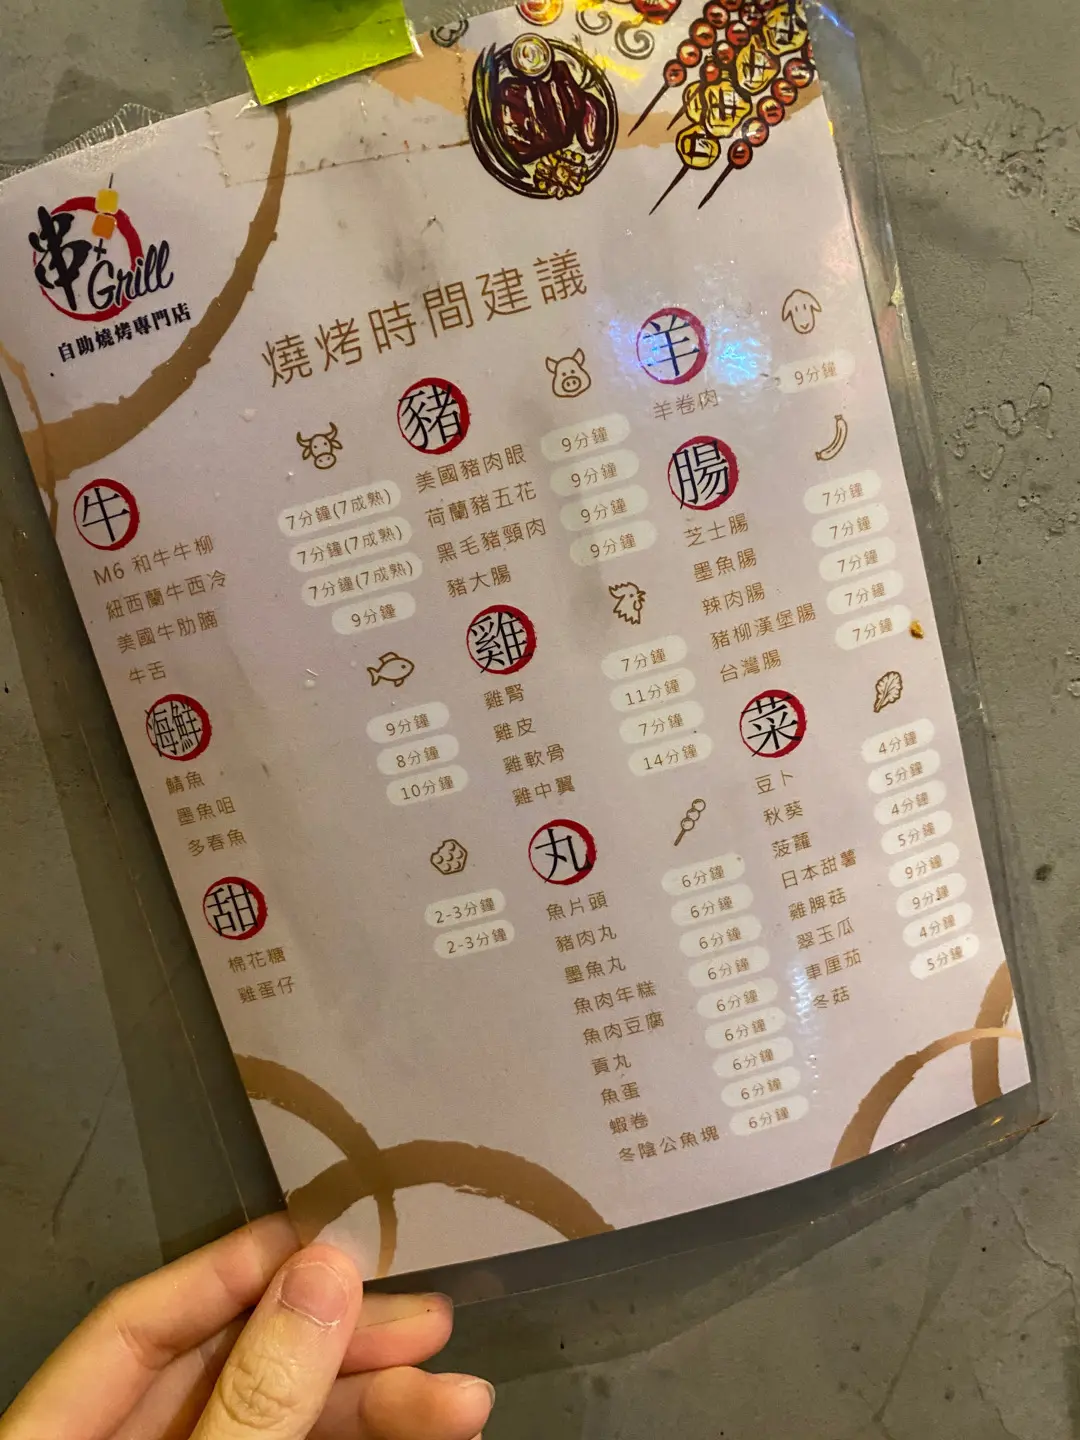 串+Grill
自助燒烤專門店
燒烤時間建議
牛
M6 和牛牛柳 7分鐘(7成熟)
紐西蘭牛西冷 7分鐘(7成熟)
美國牛肋腩 7分鐘(7成熟)
牛舌 9分鐘
海鮮
鯖魚 9分鐘
墨魚咀 8分鐘
多春魚 10分鐘
甜
棉花糖 2-3分鐘
雞蛋仔 2-3分鐘
豬
美國豬肉眼 9分鐘
荷蘭豬五花 9分鐘
黑毛豬頸肉 9分鐘
豬大腸 9分鐘
雞
雞腎 7分鐘
雞皮 11分鐘
雞軟骨 7分鐘
雞中翼 14分鐘
丸
魚片頭 6分鐘
豬肉丸 6分鐘
墨魚丸 6分鐘
魚肉年糕 6分鐘
魚肉豆腐 6分鐘
貢丸 6分鐘
魚蛋 6分鐘
蝦卷 6分鐘
冬陰公魚塊 6分鐘
羊
羊卷肉 9分鐘
腸
芝士腸 7分鐘
墨魚腸 7分鐘
辣肉腸 7分鐘
豬柳漢堡腸 7分鐘
台灣腸 7分鐘
菜
豆卜 4分鐘
秋葵 5分鐘
菠蘿 4分鐘
日本甜薯 5分鐘
雞脾菇 9分鐘
翠玉瓜 9分鐘
車厘茄 4分鐘
冬菇 5分鐘